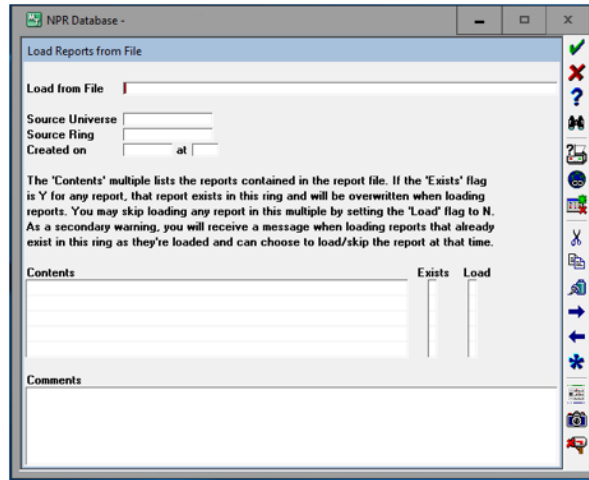 NPR Database -
Load Reports from File
Load from File
Source Universe
Source Ring
Created on at
The 'Contents' multiple lists the reports contained in the report file. If the 'Exists' flag
is Y for any report, that report exists in this ring and will be overwritten when loading
reports. You may skip loading any report in this multiple by setting the 'Load' flag to N.
As a secondary warning, you will receive a message when loading reports that already
exist in this ring as they're loaded and can choose to load/skip the report at that time.
Contents Exists Load
Comments